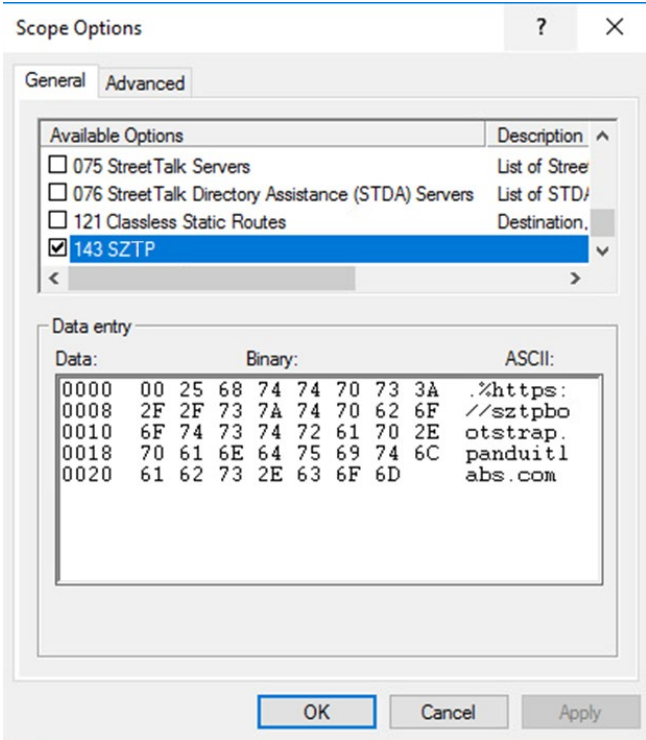 Scope Options ?
General Advanced
Available Options Description
075 StreetTalk Servers List of Street
076 StreetTalk Directory Assistance (STDA) Servers List of STDA
121 Classless Static Routes Destination,
143 SZTP
Data entry
Data: Binary: ASCII:
0000 00 25 68 74 74 70 73 3A .%https:
0008 2F 2F 73 7A 74 70 62 6F //sztpbo
0010 6F 74 73 74 72 61 70 2E otstrap.
0018 70 61 6E 64 75 69 74 6C panduitl
0020 61 62 73 2E 63 6F 6D abs.com
OK Cancel Apply